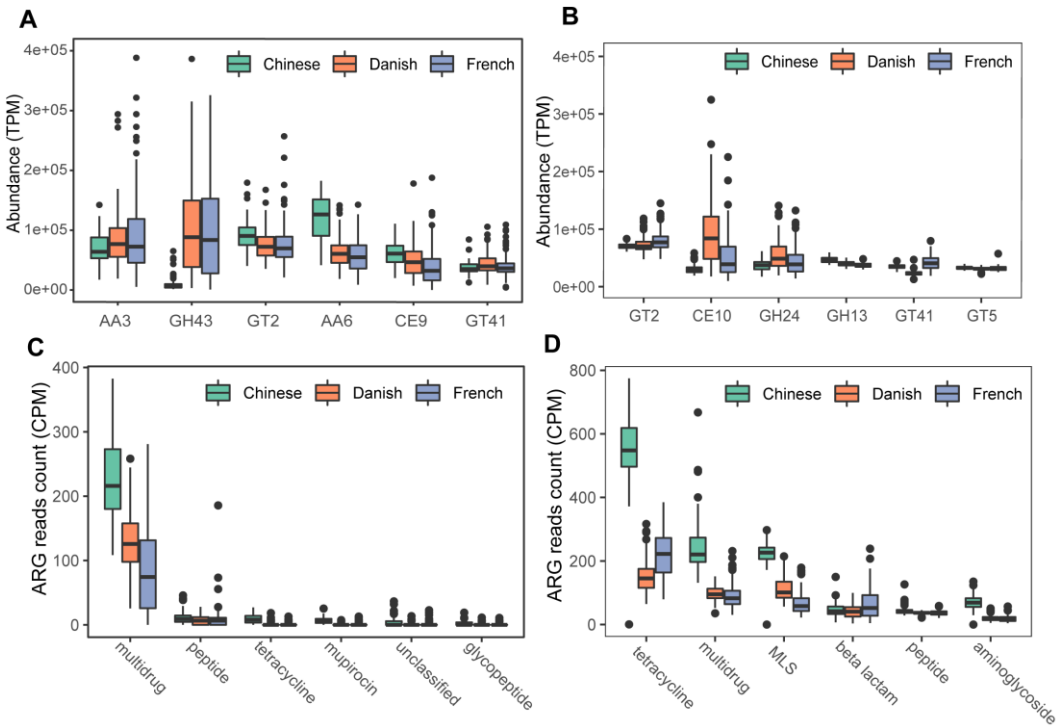 A
Chinese Danish French
Abundance (TPM)
4e+05
3e+05
2e+05
1e+05
0e+00
AA3 GH43 GT2 AA6 CE9 GT41
B
Chinese Danish French
Abundance (TPM)
4e+05
3e+05
2e+05
1e+05
0e+00
GT2 CE10 GH24 GH13 GT41 GT5
C
Chinese Danish French
ARG reads count (CPM)
400
300
200
100
0
multidrug peptide tetracycline mupirocin unclassified glycopeptide
D
Chinese Danish French
ARG reads count (CPM)
800
600
400
200
0
tetracycline multidrug MLS beta lactam peptide aminoglycoside